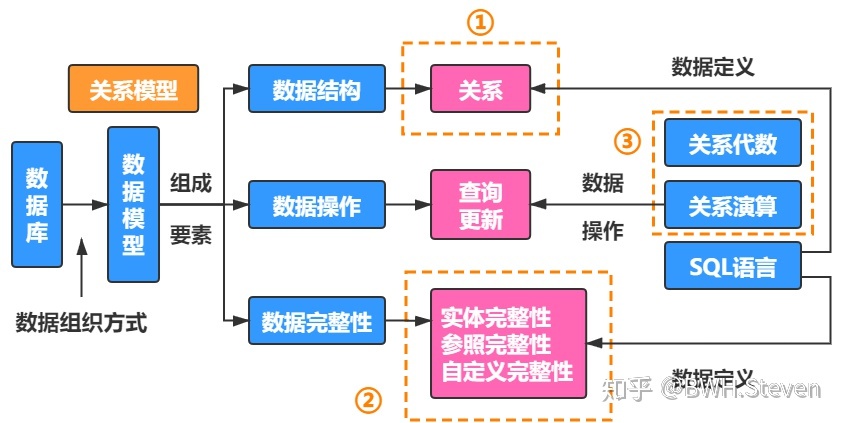 ①
数据定义
关系模型
数据结构
关系
③
关系代数
数据库
数据模型
组成
要素
数据操作
查询
更新
数据
操作
关系演算
SQL语言
数据组织方式
数据完整性
实体完整性
参照完整性
自定义完整性
②
数据定义
知乎 @BWH.Steven